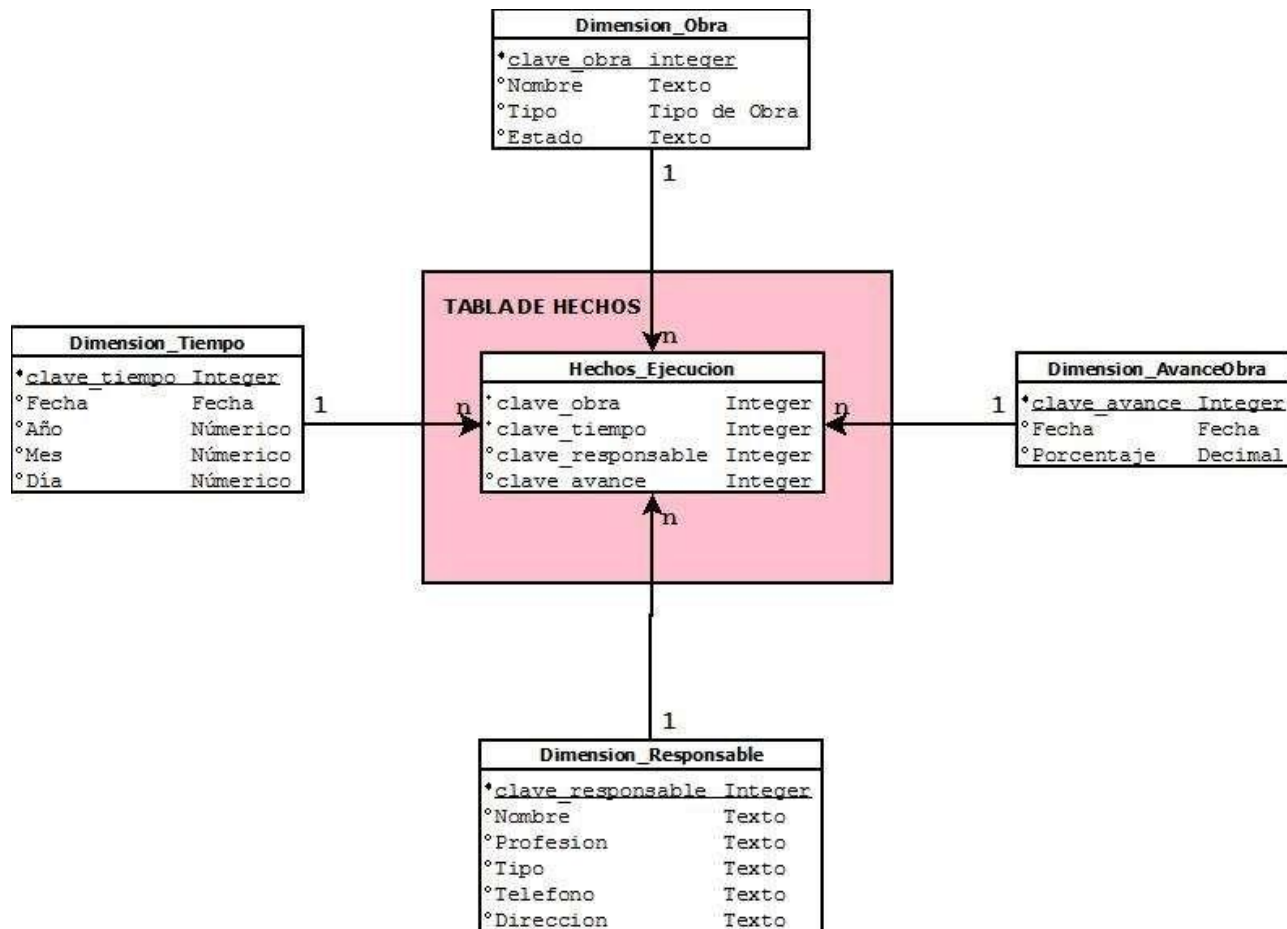 Dimension_Obra
clave_obra integer
Nombre Texto
Tipo Tipo de Obra
Estado Texto
1
TABLA DE HECHOS
n
Dimension_Tiempo
clave_tiempo Integer
Fecha Fecha
Año Númerico
Mes Númerico
Día Númerico
1
n
Hechos_Ejecucion
clave_obra Integer
clave_tiempo Integer
clave_responsable Integer
clave_avance Integer
n
1
Dimension_AvanceObra
clave_avance Integer
Fecha Fecha
Porcentaje Decimal
n
1
Dimension_Responsable
clave_responsable Integer
Nombre Texto
Profesion Texto
Tipo Texto
Telefono Texto
Direccion Texto